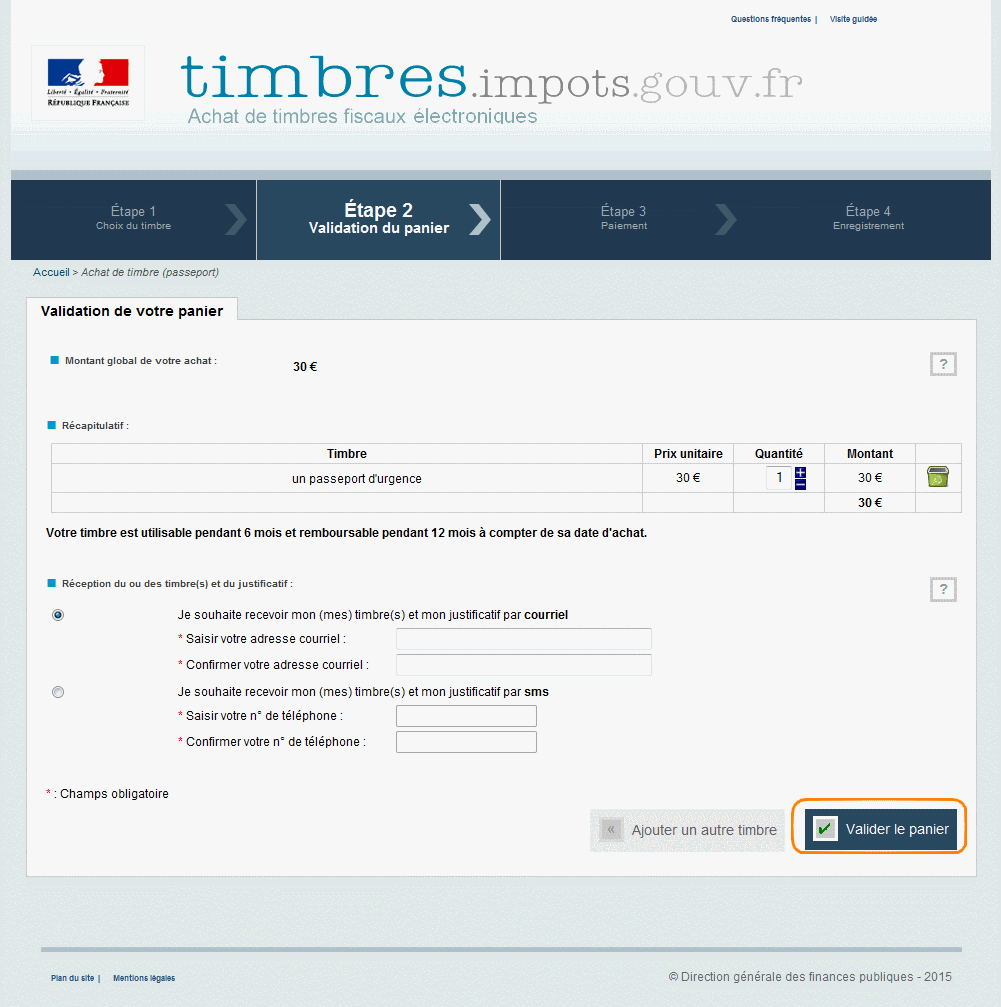 Questions fréquentes | Visite guidée
Liberté • Égalité • Fraternité
RÉPUBLIQUE FRANÇAISE
timbres.impots.gouv.fr
Achat de timbres fiscaux électroniques
Étape 1
Choix du timbre
Étape 2
Validation du panier
Étape 3
Paiement
Étape 4
Enregistrement
Accueil > Achat de timbre (passeport)
Validation de votre panier
Montant global de votre achat : 30 €
?
Récapitulatif :
Timbre Prix unitaire Quantité Montant
un passeport d'urgence 30 € 1 + − 30 €
30 €
Votre timbre est utilisable pendant 6 mois et remboursable pendant 12 mois à compter de sa date d'achat.
Réception du ou des timbre(s) et du justificatif :
?
Je souhaite recevoir mon (mes) timbre(s) et mon justificatif par courriel
* Saisir votre adresse courriel :
* Confirmer votre adresse courriel :
Je souhaite recevoir mon (mes) timbre(s) et mon justificatif par sms
* Saisir votre n° de téléphone :
* Confirmer votre n° de téléphone :
* : Champs obligatoire
« Ajouter un autre timbre Valider le panier
Plan du site | Mentions légales © Direction générale des finances publiques - 2015